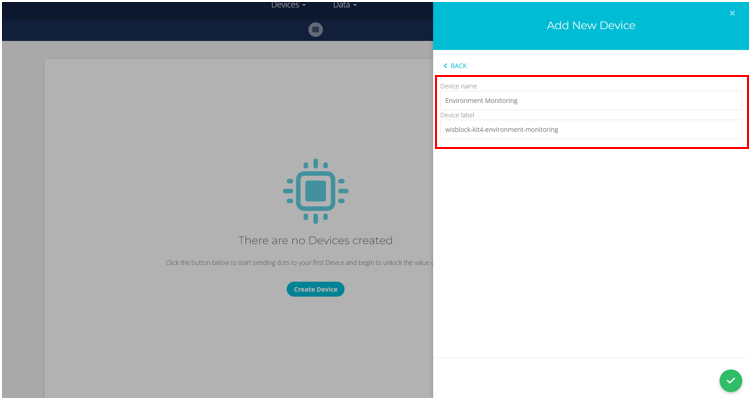 Devices
Data
Add New Device
BACK
Device name
Environment Monitoring
Device label
wisblock-kit4-environment-monitoring
There are no Devices created
Click the button below to start sending dots to your first Device and begin to unlock the value
Create Device